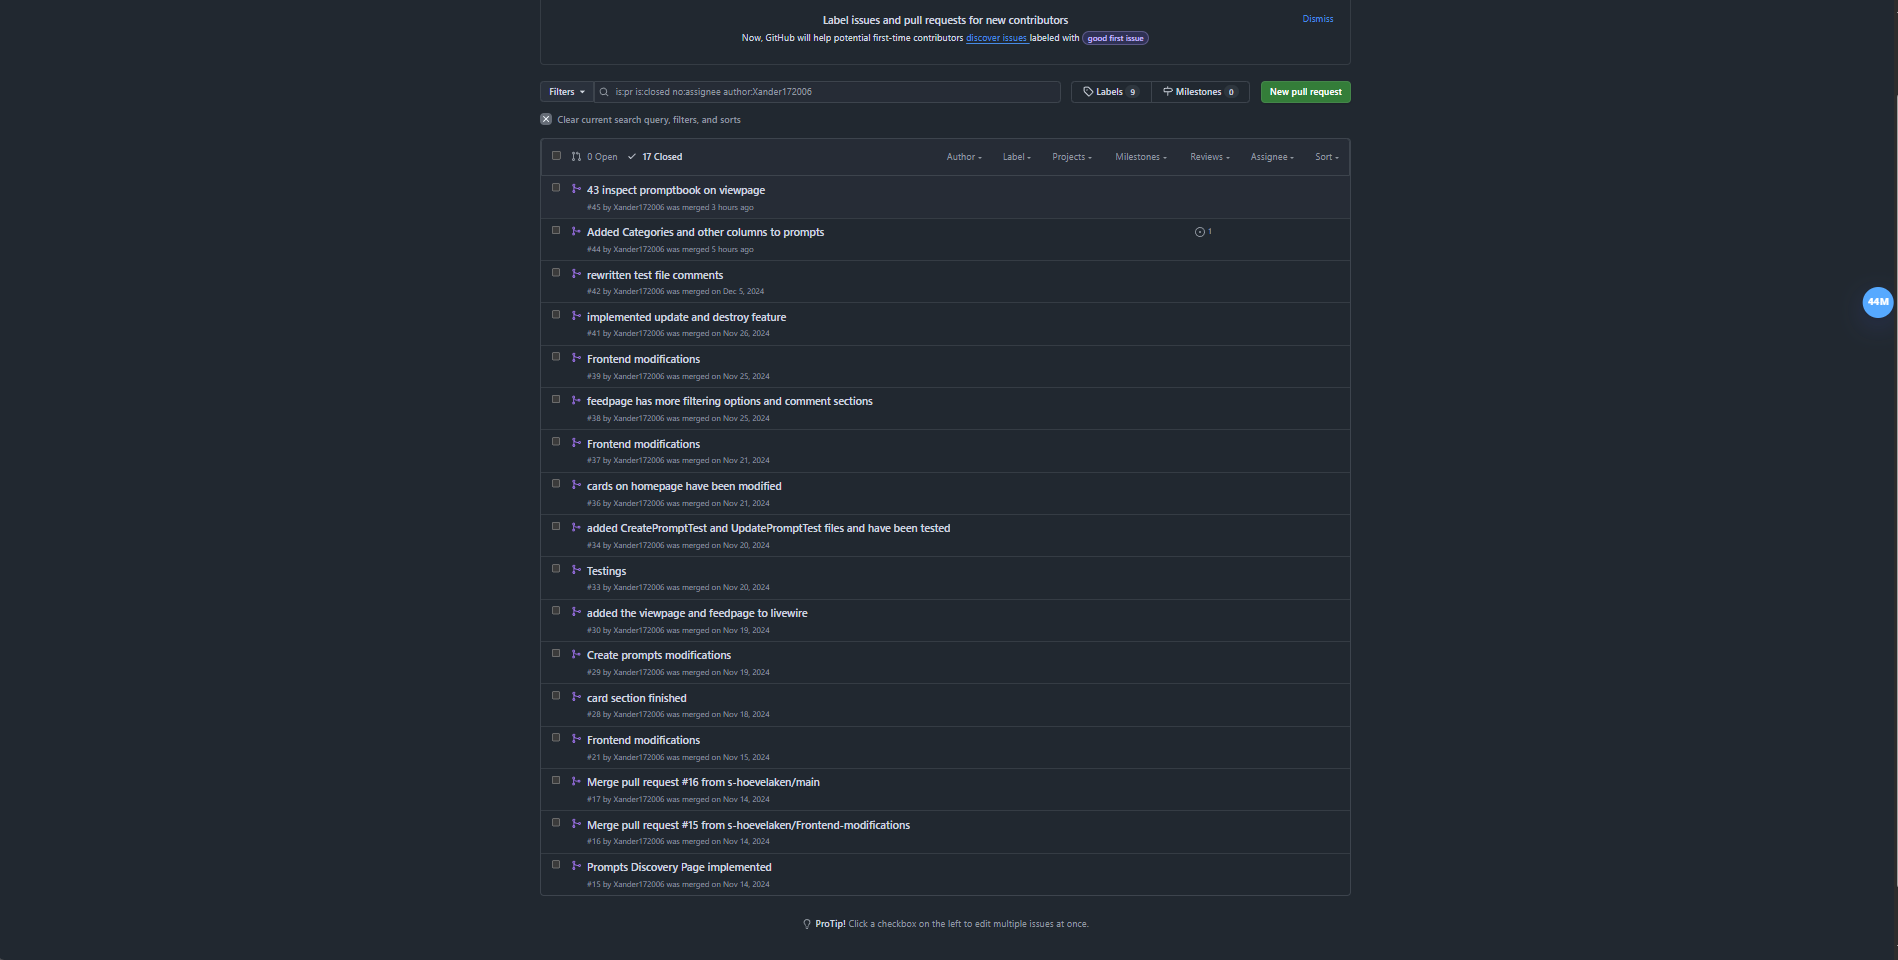 Label issues and pull requests for new contributors
Dismiss
Now, GitHub will help potential first-time contributors discover issues labeled with good first issue
Filters
is:pr is:closed no:assignee author:Xander172006
Labels 9
Milestones 0
New pull request
Clear current search query, filters, and sorts
0 Open 17 Closed
Author Label Projects Milestones Reviews Assignee Sort
43 inspect promptbook on viewpage
#45 by Xander172006 was merged 3 hours ago
Added Categories and other columns to prompts
1
#44 by Xander172006 was merged 5 hours ago
rewritten test file comments
#42 by Xander172006 was merged on Dec 5, 2024
implemented update and destroy feature
#41 by Xander172006 was merged on Nov 26, 2024
Frontend modifications
#39 by Xander172006 was merged on Nov 25, 2024
feedpage has more filtering options and comment sections
#38 by Xander172006 was merged on Nov 25, 2024
Frontend modifications
#37 by Xander172006 was merged on Nov 21, 2024
cards on homepage have been modified
#36 by Xander172006 was merged on Nov 21, 2024
added CreatePromptTest and UpdatePromptTest files and have been tested
#34 by Xander172006 was merged on Nov 20, 2024
Testings
#33 by Xander172006 was merged on Nov 20, 2024
added the viewpage and feedpage to livewire
#30 by Xander172006 was merged on Nov 19, 2024
Create prompts modifications
#29 by Xander172006 was merged on Nov 19, 2024
card section finished
#28 by Xander172006 was merged on Nov 18, 2024
Frontend modifications
#21 by Xander172006 was merged on Nov 15, 2024
Merge pull request #16 from s-hoevelaken/main
#17 by Xander172006 was merged on Nov 14, 2024
Merge pull request #15 from s-hoevelaken/Frontend-modifications
#16 by Xander172006 was merged on Nov 14, 2024
Prompts Discovery Page implemented
#15 by Xander172006 was merged on Nov 14, 2024
ProTip! Click a checkbox on the left to edit multiple issues at once.
44M